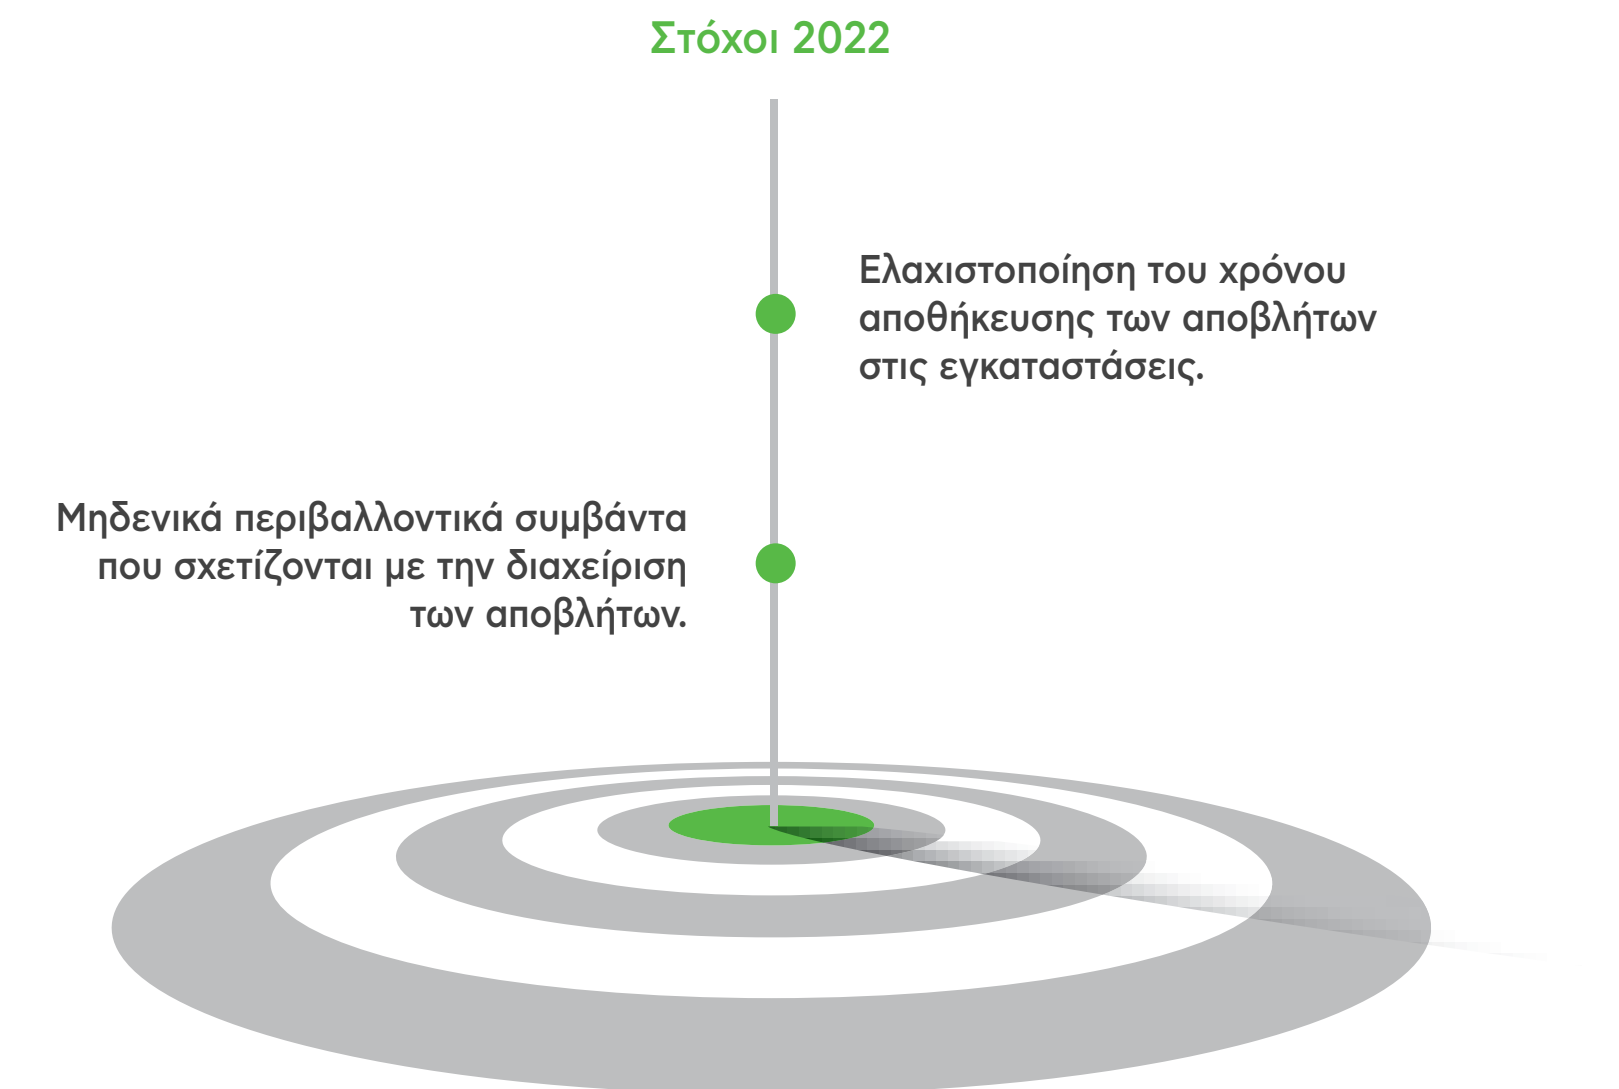 Στόχοι 2022
Ελαχιστοποίηση του χρόνου
αποθήκευσης των αποβλήτων
στις εγκαταστάσεις.
Μηδενικά περιβαλλοντικά συμβάντα
που σχετίζονται με την διαχείριση
των αποβλήτων.